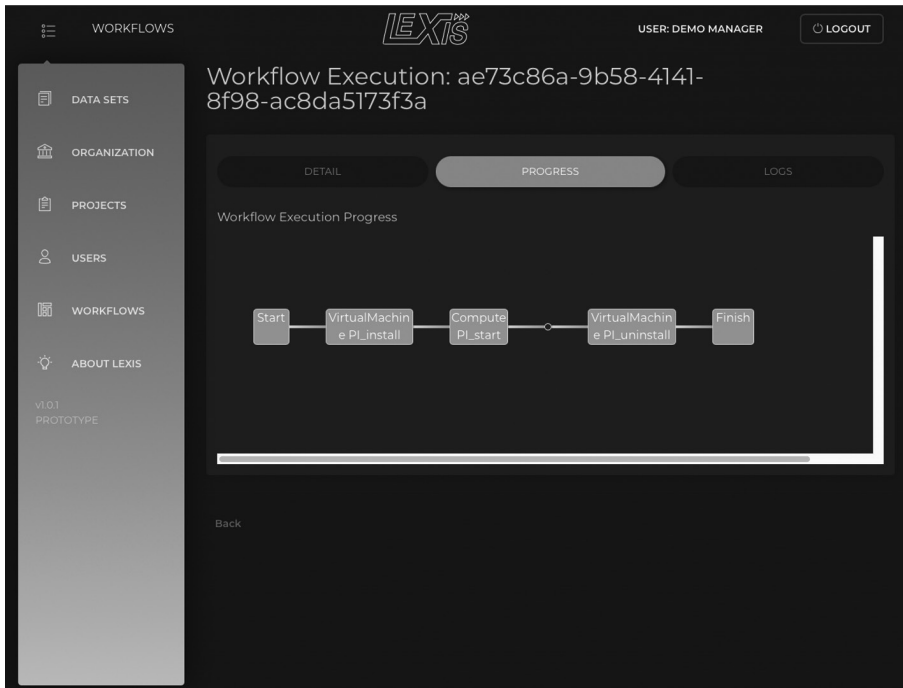 WORKFLOWS
LEXIS
USER: DEMO MANAGER
LOGOUT
DATA SETS
ORGANIZATION
PROJECTS
USERS
WORKFLOWS
ABOUT LEXIS
v1.0.1
PROTOTYPE
Workflow Execution: ae73c86a-9b58-4141-
8f98-ac8da5173f3a
DETAIL
PROGRESS
LOGS
Workflow Execution Progress
Start
VirtualMachin
e PI_install
Compute
PI_start
VirtualMachin
e PI_uninstall
Finish
Back